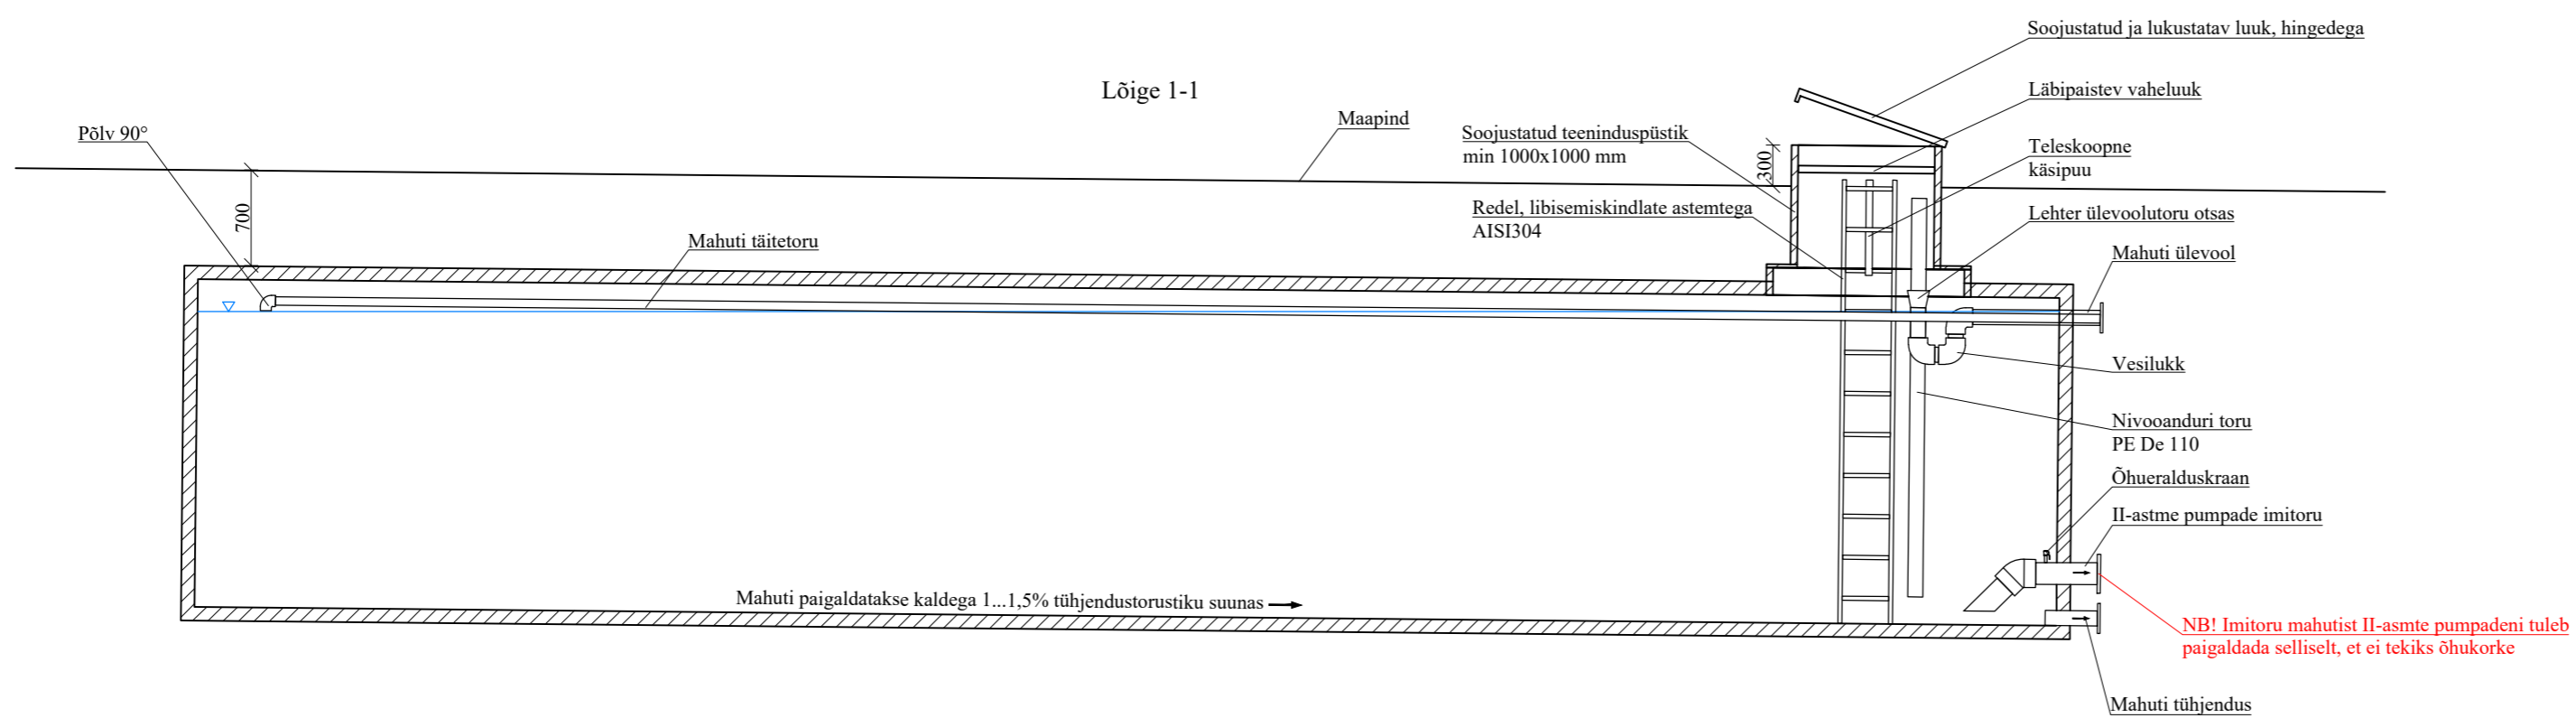 Soojustatud ja lukustatav luuk, hingedega
Lõige 1-1
Läbipaistev vaheluuk
Maapind
Põlv 90°
Soojustatud teeninduspüstik
min 1000x1000 mm
300
Teleskoopne
käsipuu
700
Redel, libisemiskindlate astemtega
AISI304
Lehter ülevoolutoru otsas
Mahuti täitetoru
Mahuti ülevool
Vesilukk
Nivooanduri toru
PE De 110
Õhueralduskraan
II-astme pumpade imitoru
Mahuti paigaldatakse kaldega 1...1,5% tühjendustorustiku suunas
NB! Imitoru mahutist II-asmte pumpadeni tuleb
paigaldada selliselt, et ei tekiks õhukorke
Mahuti tühjendus